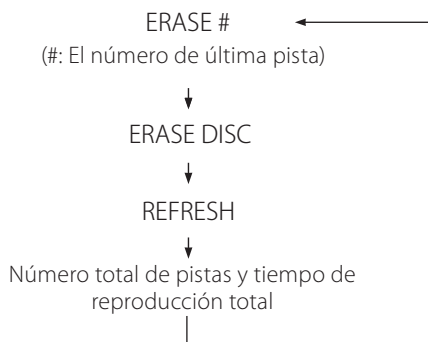 ERASE #
(#: El número de última pista)
ERASE DISC
REFRESH
Número total de pistas y tiempo de
reproducción total